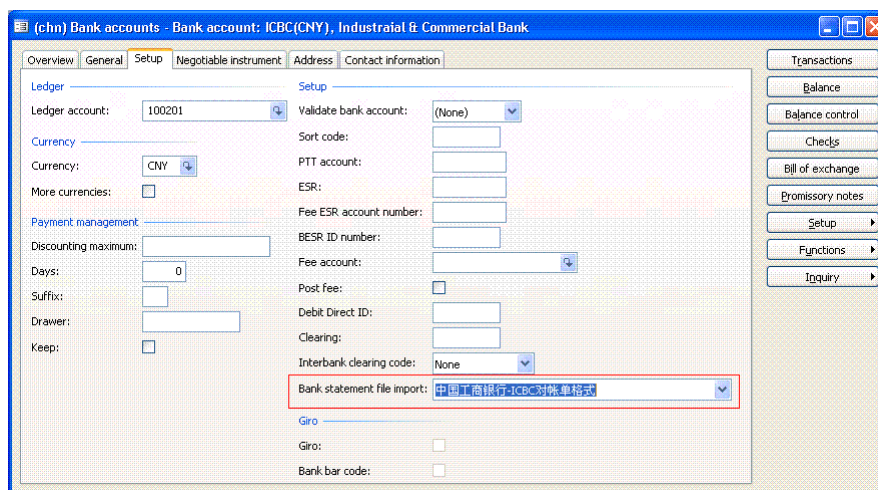 (chn) Bank accounts - Bank account: ICBC(CNY), Industraial & Commercial Bank
Overview General Setup Negotiable instrument Address Contact information
Ledger
Ledger account: 100201
Currency
Currency: CNY
More currencies:
Payment management
Discounting maximum:
Days: 0
Suffix:
Drawer:
Keep:
Setup
Validate bank account: (None)
Sort code:
PTT account:
ESR:
Fee ESR account number:
BESR ID number:
Fee account:
Post fee:
Debit Direct ID:
Clearing:
Interbank clearing code: None
Bank statement file import: 中国工商银行-ICBC对帐单格式
Giro
Giro:
Bank bar code:
Transactions
Balance
Balance control
Checks
Bill of exchange
Promissory notes
Setup
Functions
Inquiry